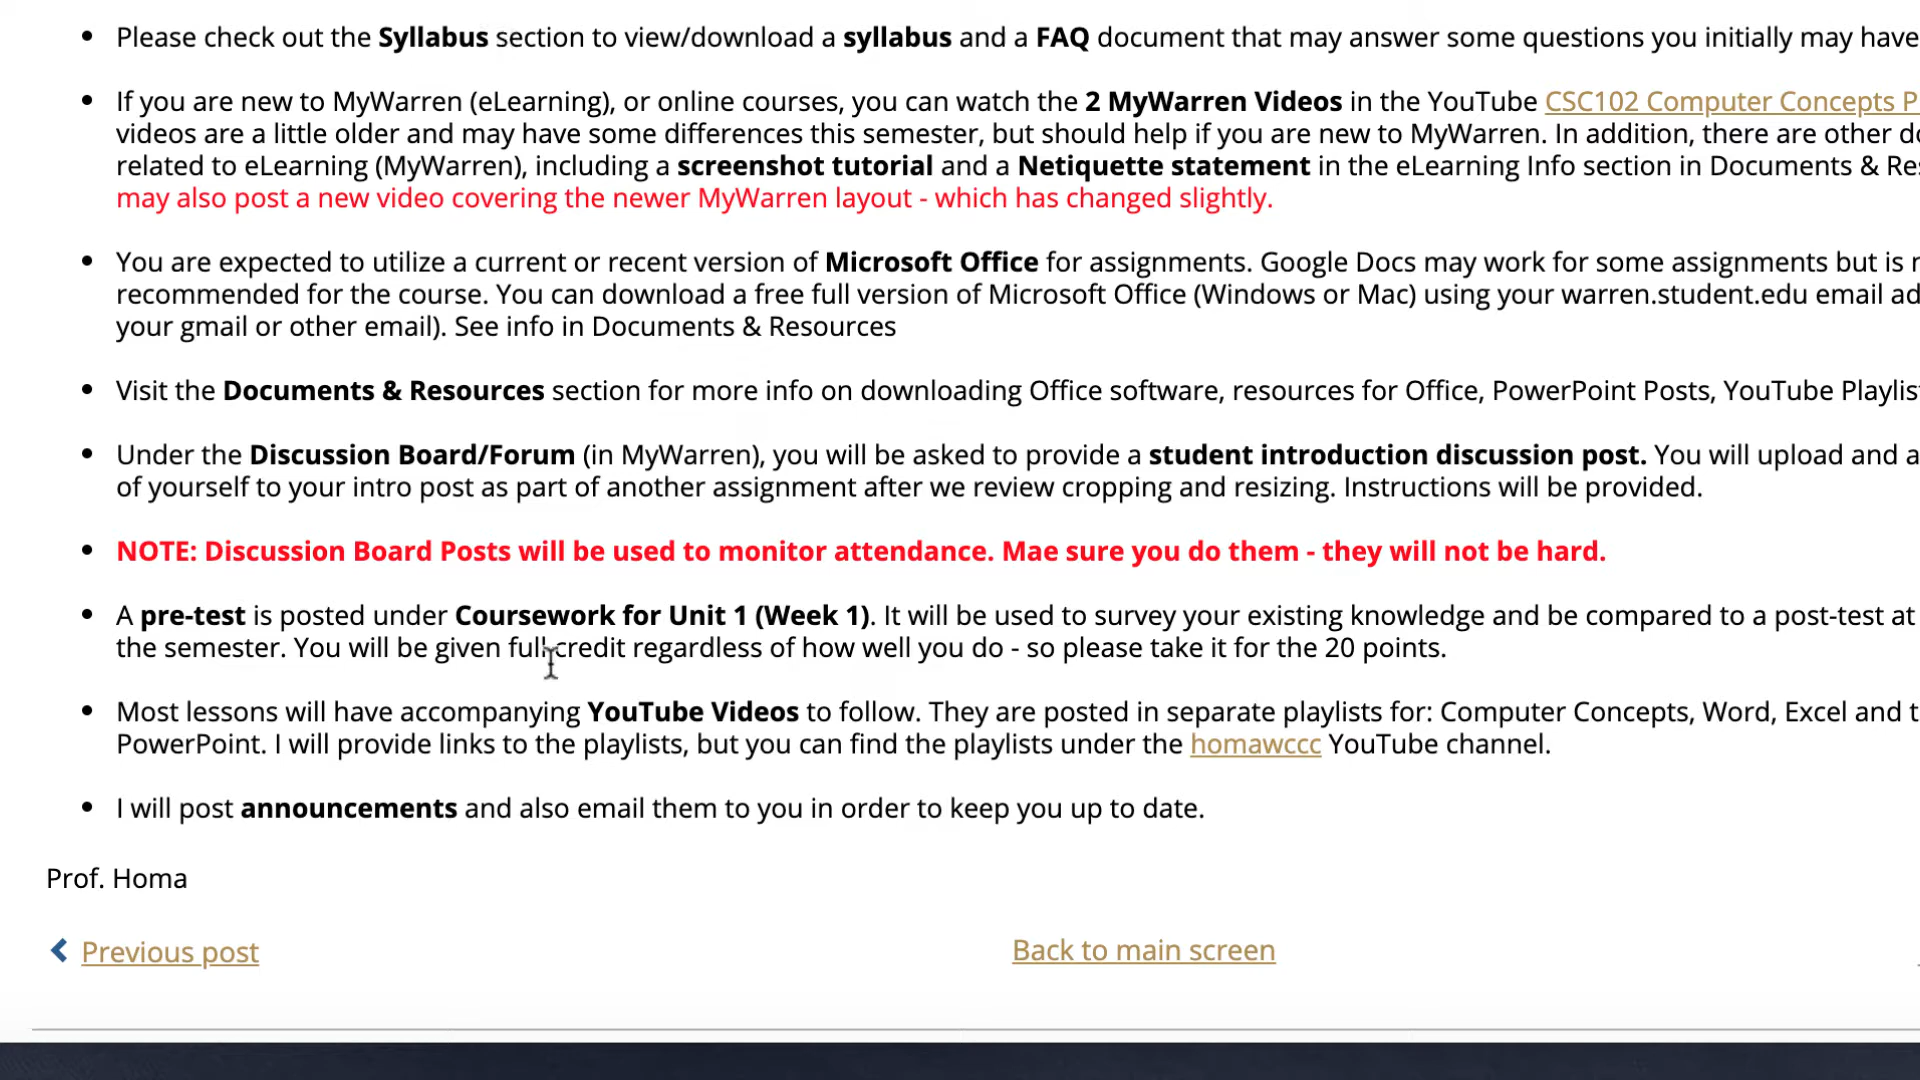 • Please check out the Syllabus section to view/download a syllabus and a FAQ document that may answer some questions you initially may have
• If you are new to MyWarren (eLearning), or online courses, you can watch the 2 MyWarren Videos in the YouTube CSC102 Computer Concepts P
videos are a little older and may have some differences this semester, but should help if you are new to MyWarren. In addition, there are other
related to eLearning (MyWarren), including a screenshot tutorial and a Netiquette statement in the eLearning Info section in Documents &
may also post a new video covering the newer MyWarren layout - which has changed slightly.
• You are expected to utilize a current or recent version of Microsoft Office for assignments. Google Docs may work for some assignments but is
recommended for the course. You can download a free full version of Microsoft Office (Windows or Mac) using your warren.student.edu email
your gmail or other email). See info in Documents & Resources
• Visit the Documents & Resources section for more info on downloading Office software, resources for Office, PowerPoint Posts, YouTube
• Under the Discussion Board/Forum (in MyWarren), you will be asked to provide a student introduction discussion post. You will upload and a
of yourself to your intro post as part of another assignment after we review cropping and resizing. Instructions will be provided.
• NOTE: Discussion Board Posts will be used to monitor attendance. Mae sure you do them - they will not be hard.
• A pre-test is posted under Coursework for Unit 1 (Week 1). It will be used to survey your existing knowledge and be compared to a post-test at
the semester. You will be given full credit regardless of how well you do - so please take it for the 20 points.
• Most lessons will have accompanying YouTube Videos to follow. They are posted in separate playlists for: Computer Concepts, Word, Excel and
PowerPoint. I will provide links to the playlists, but you can find the playlists under the homawccc YouTube channel.
• I will post announcements and also email them to you in order to keep you up to date.
Prof. Homa
Previous post
Back to main screen